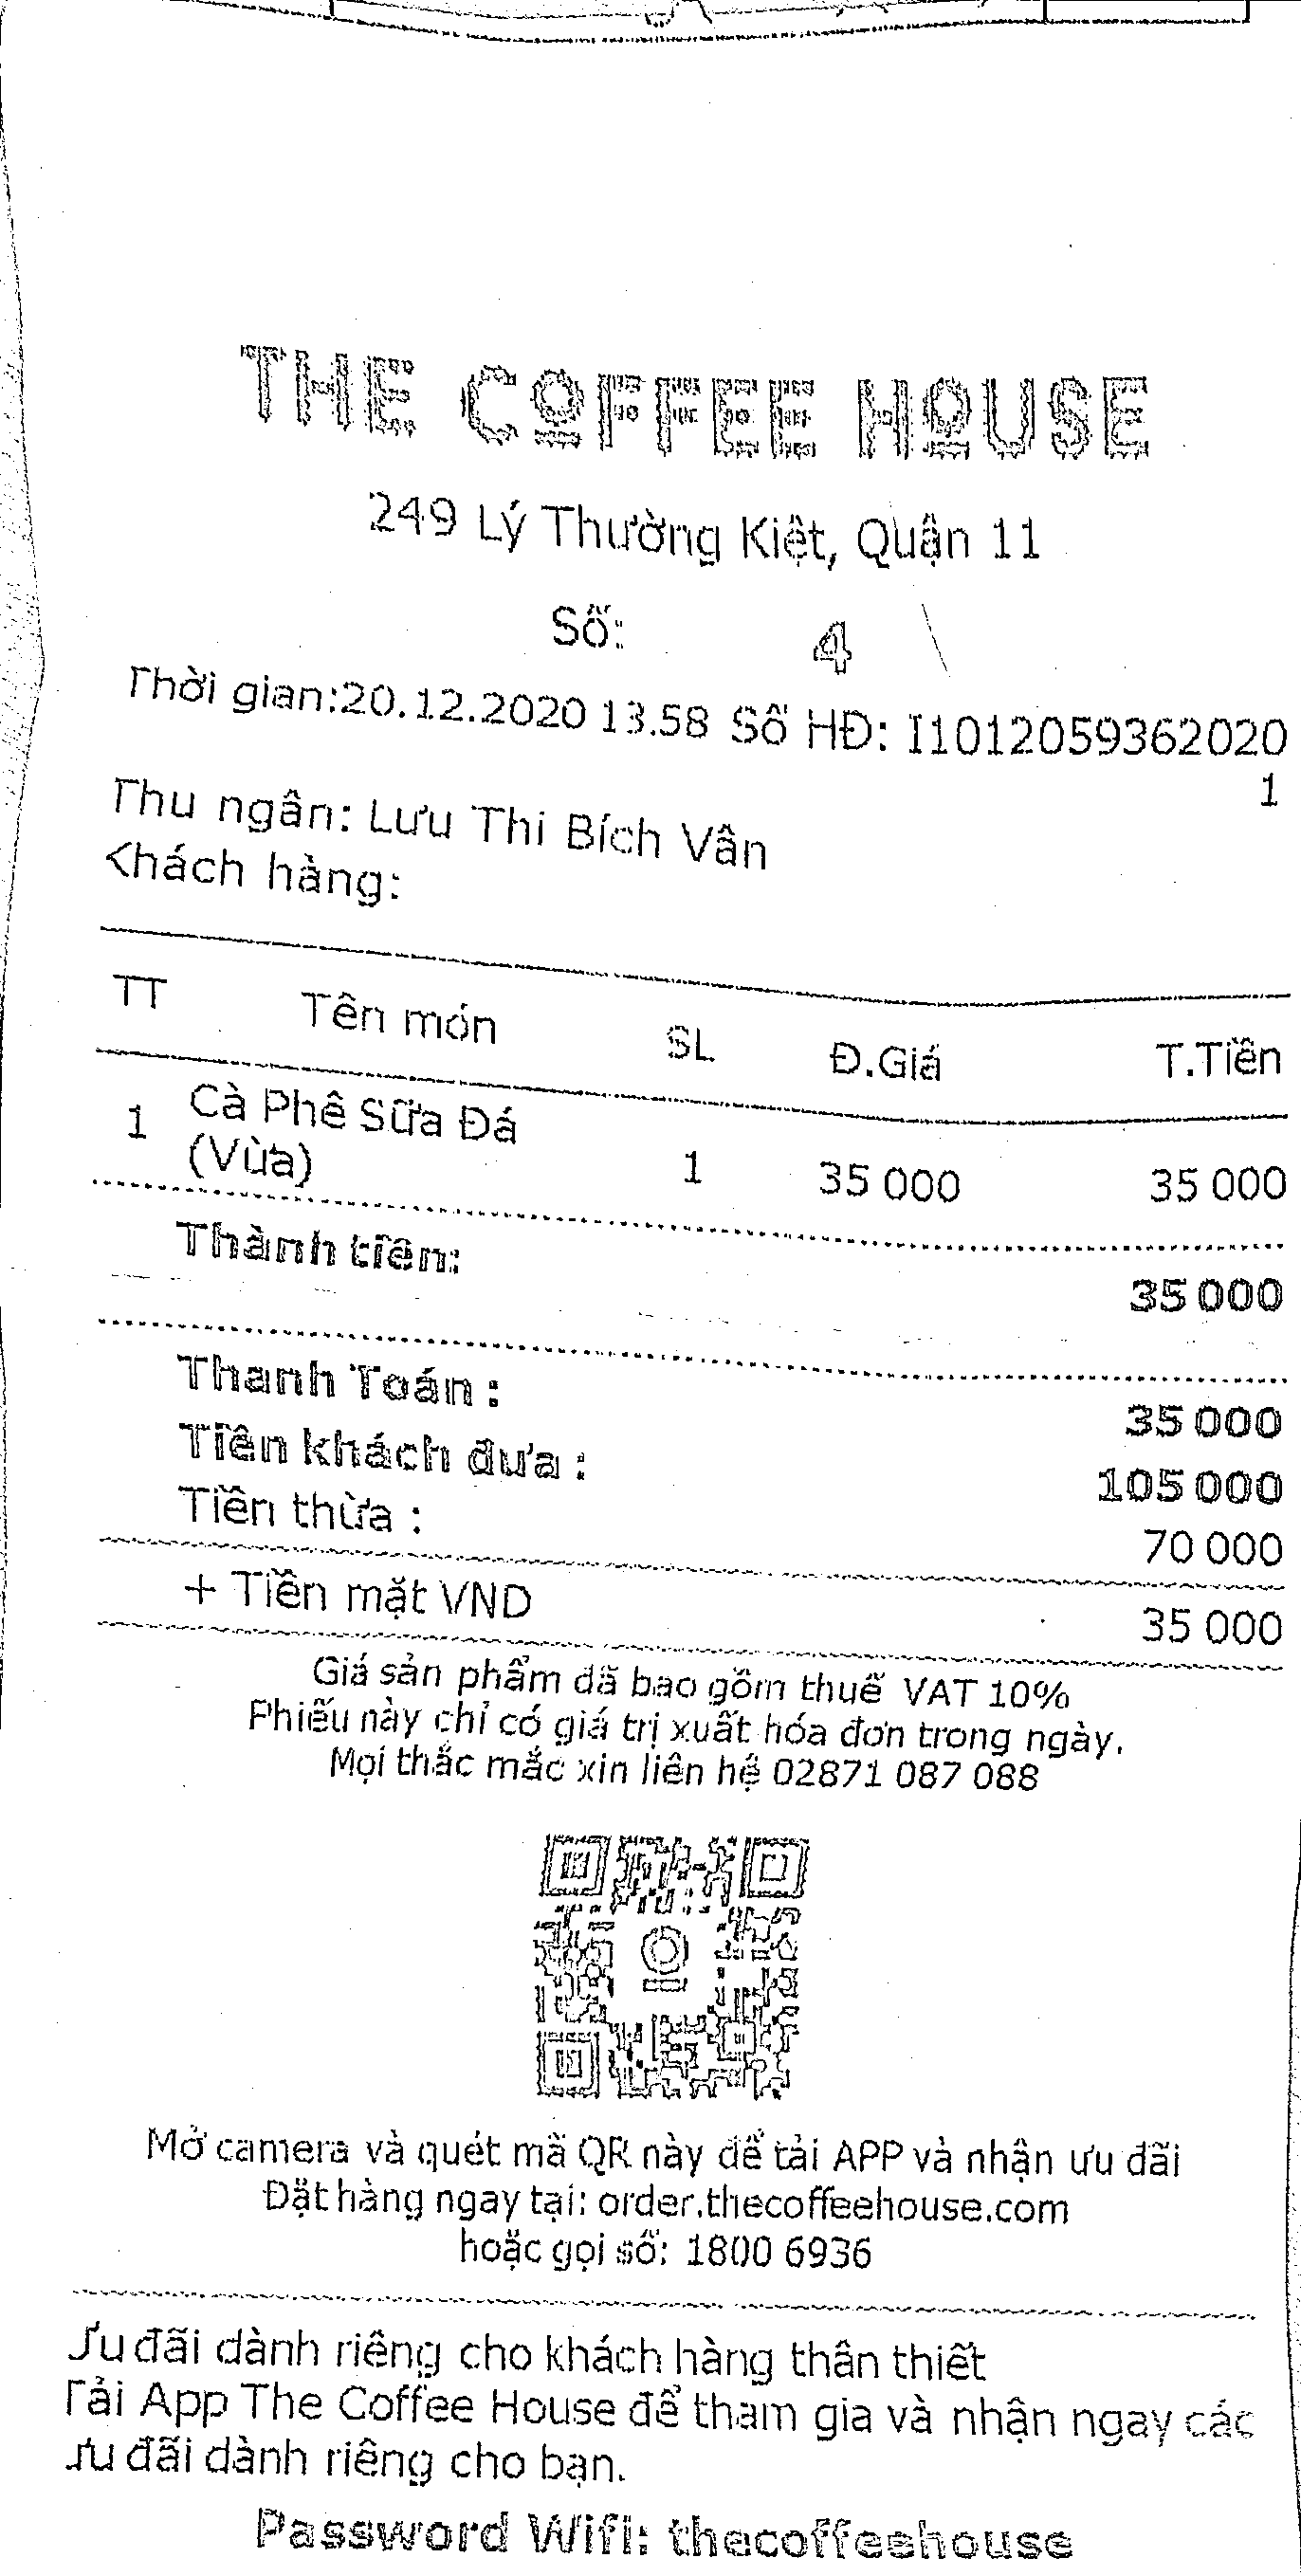 THE COFFEE HOUSE
249 Lý Thường Kiệt, Quận 11
Số: 4
Thời gian:20.12.2020 13.58 Số HĐ: I1012059362020
1
Thu ngân: Lưu Thi Bích Vân
Khách hàng:
TT Tên món SL Đ.Giá T.Tiền
1 Cà Phê Sữa Đá
(Vừa) 1 35 000 35 000
Thành tiền: 35 000
Thanh Toán : 35 000
Tiền khách đưa : 105 000
Tiền thừa : 70 000
+ Tiền mặt VND 35 000
Giá sản phẩm đã bao gồm thuế VAT 10%
Phiếu này chỉ có giá trị xuất hóa đơn trong ngày.
Mọi thắc mắc xin liên hệ 02871 087 088
Mở camera và quét mã QR này để tải APP và nhận ưu đãi
Đặt hàng ngay tại: order.thecoffeehouse.com
hoặc gọi số: 1800 6936
Ưu đãi dành riêng cho khách hàng thân thiết
Tải App The Coffee House để tham gia và nhận ngay các
ưu đãi dành riêng cho bạn.
Password Wifi: thecoffeehouse